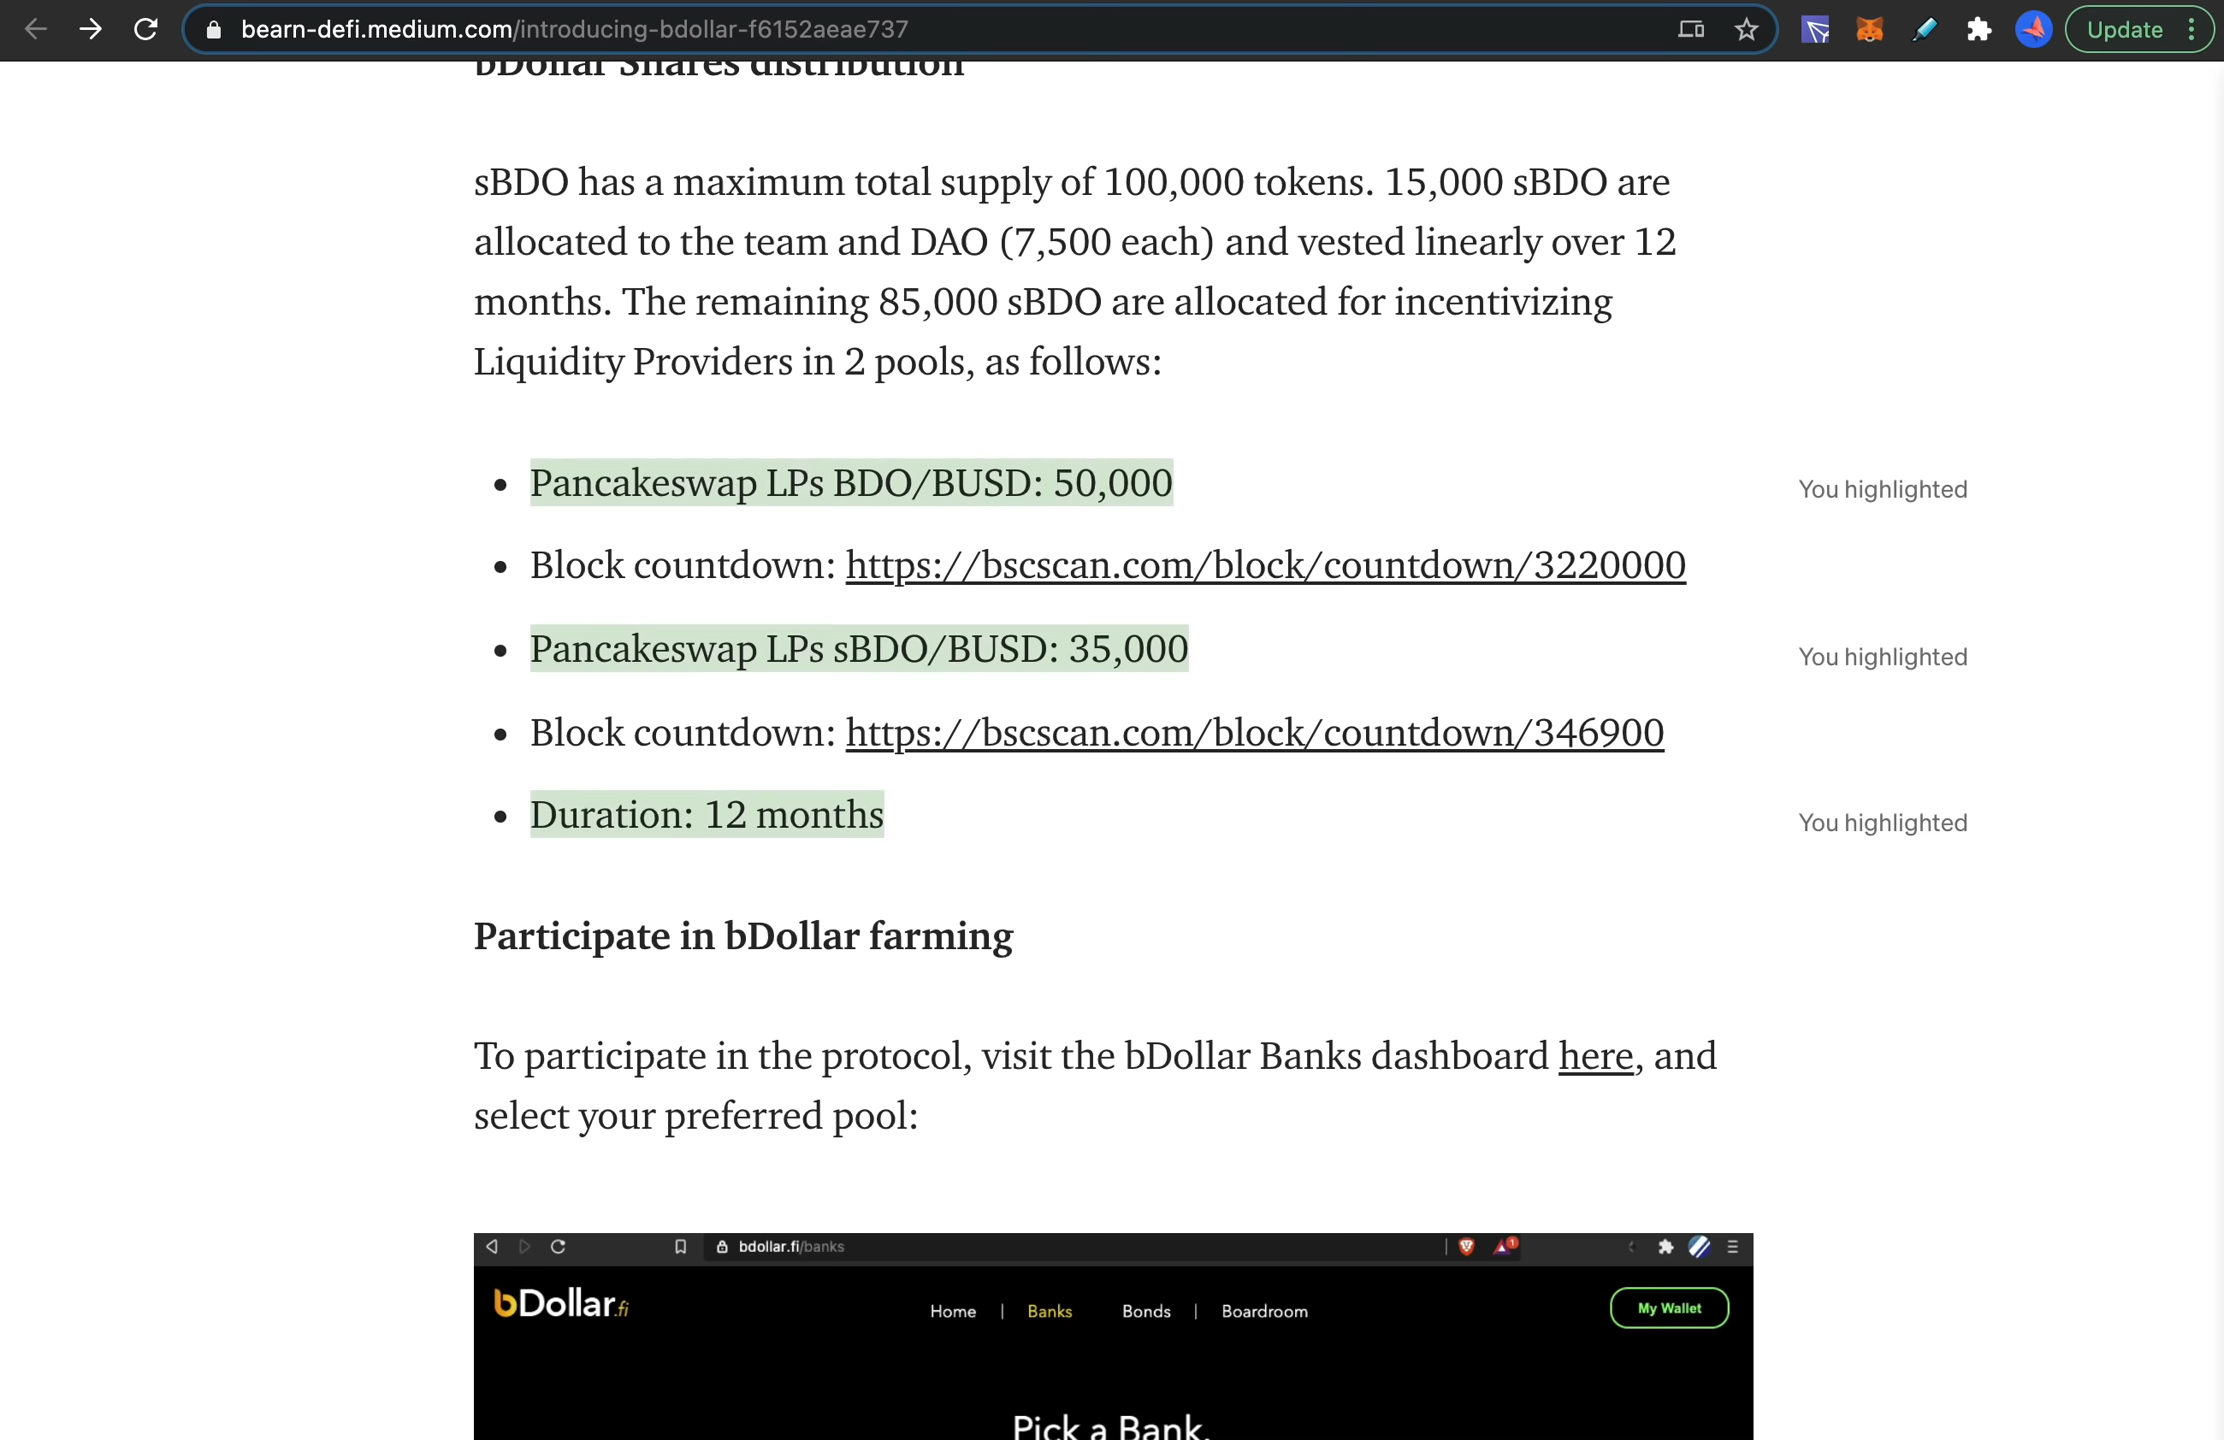 bearn-defi.medium.com/introducing-bdollar-f6152aeae737
Update
bDollar Shares distribution
sBDO has a maximum total supply of 100,000 tokens. 15,000 sBDO are
allocated to the team and DAO (7,500 each) and vested linearly over 12
months. The remaining 85,000 sBDO are allocated for incentivizing
Liquidity Providers in 2 pools, as follows:
• Pancakeswap LPs BDO/BUSD: 50,000
You highlighted
• Block countdown: https://bscscan.com/block/countdown/3220000
• Pancakeswap LPs sBDO/BUSD: 35,000
You highlighted
• Block countdown: https://bscscan.com/block/countdown/346900
• Duration: 12 months
You highlighted
Participate in bDollar farming
To participate in the protocol, visit the bDollar Banks dashboard here, and
select your preferred pool:
bdollar.fi/banks
1
bDollar.fi
Home | Banks Bonds | Boardroom
My Wallet
Pick a Bank.